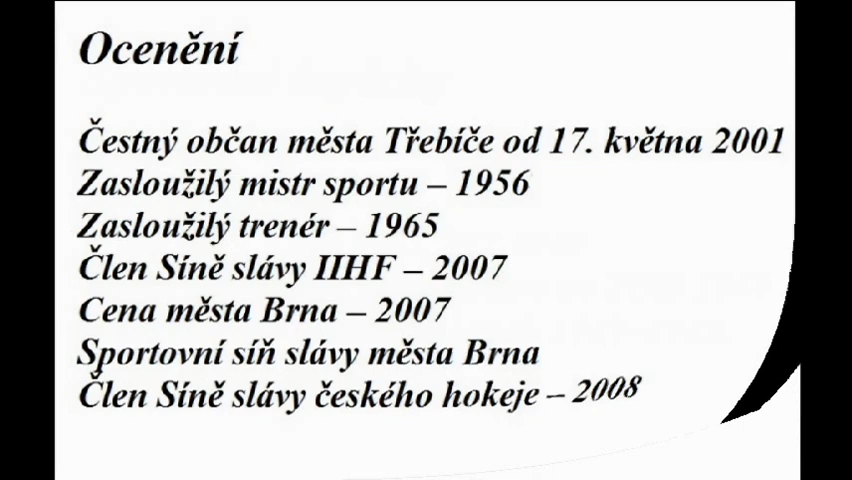 Ocenění
Čestný občan města Třebíče od 17. května 2001
Zasloužilý mistr sportu – 1956
Zasloužilý trenér – 1965
Člen Síně slávy IIHF – 2007
Cena města Brna – 2007
Sportovní síň slávy města Brna
Člen Síně slávy českého hokeje – 2008